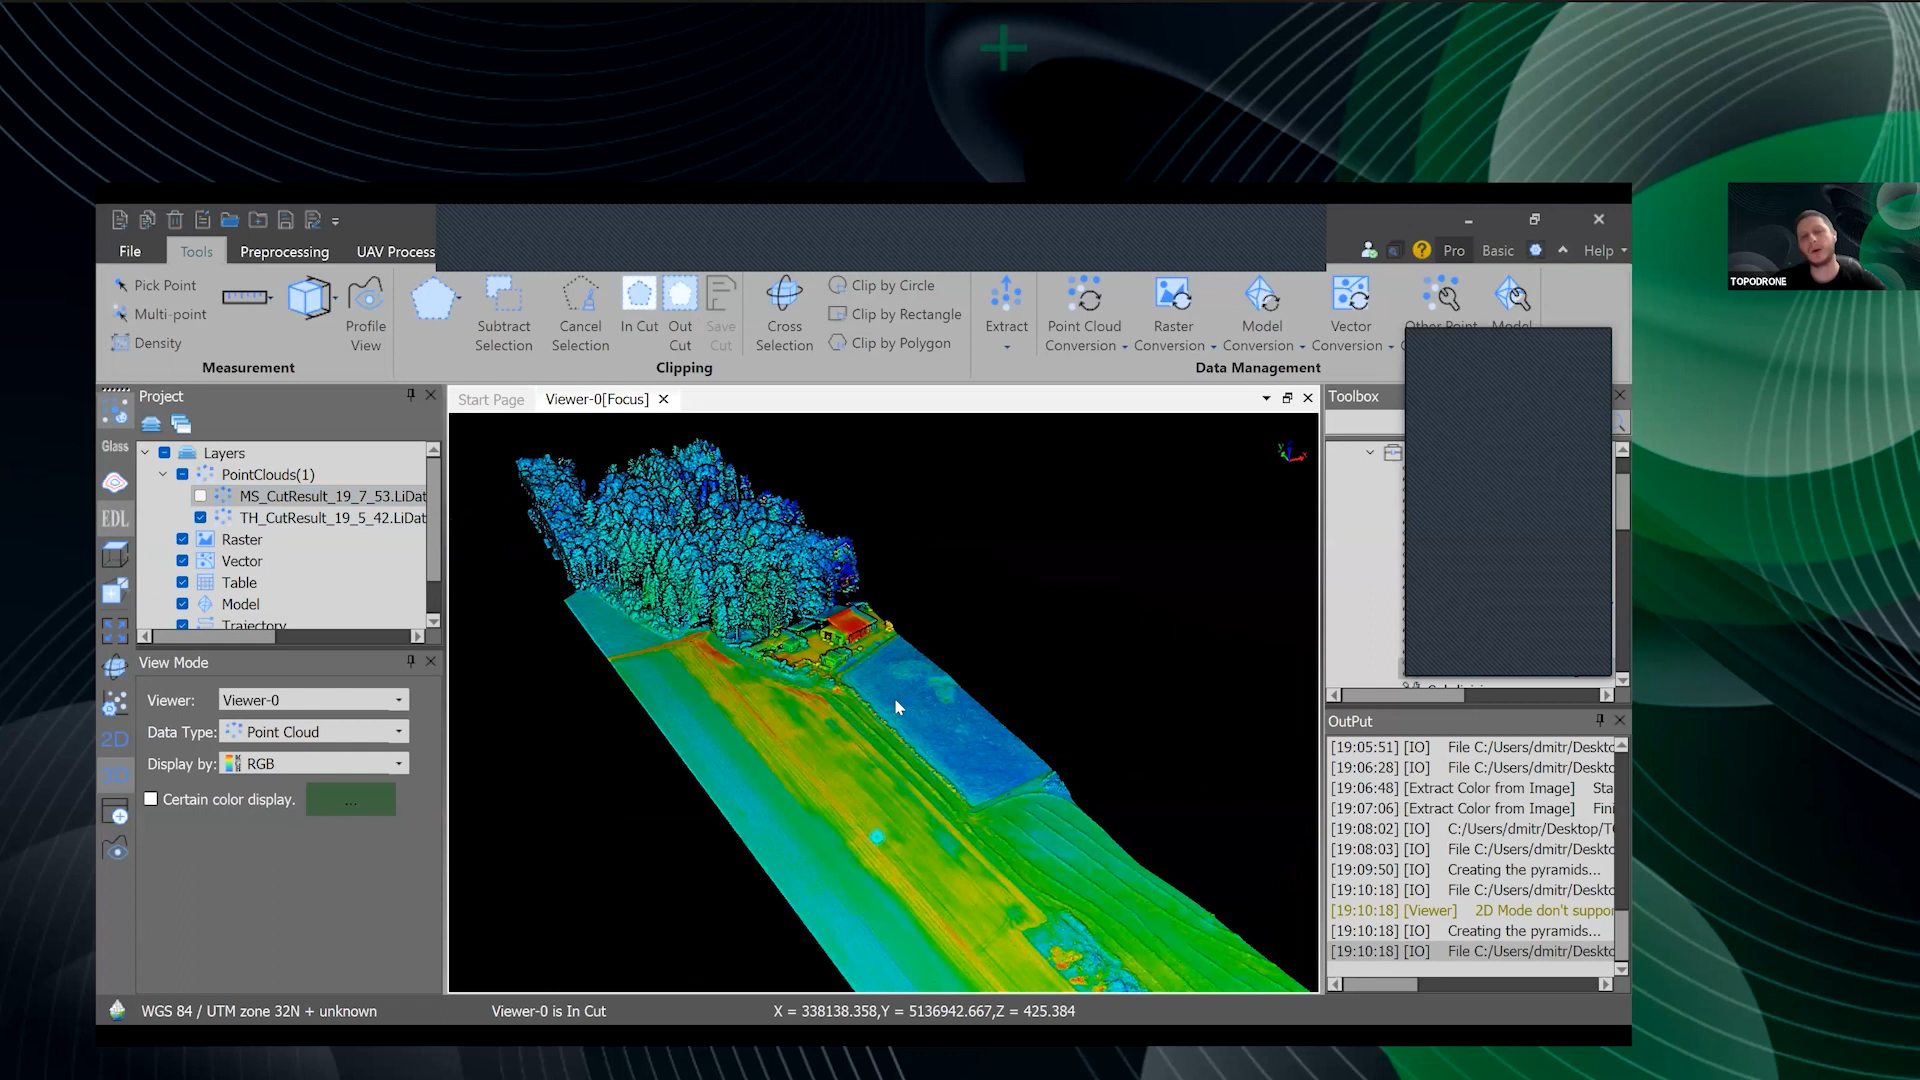 File
Tools
Preprocessing
UAV Process
Pro
Basic
Help
Pick Point
Multi-point
Density
Profile
View
Measurement
Subtract
Selection
Cancel
Selection
In Cut
Out
Cut
Save
Cut
Cross
Selection
Clip by Circle
Clip by Rectangle
Clip by Polygon
Clipping
Extract
Point Cloud
Conversion
Raster
Conversion
Model
Conversion
Vector
Conversion
Other Point
Model
Data Management
TOPODRONE
Project
Glass
EDL
2D
3D
Layers
PointClouds(1)
MS_CutResult_19_7_53.LiDat
TH_CutResult_19_5_42.LiDat
Raster
Vector
Table
Model
Trajectory
View Mode
Viewer:
Viewer-0
Data Type:
Point Cloud
Display by:
RGB
Certain color display.
...
Start Page
Viewer-0[Focus]
Toolbox
OutPut
[19:05:51] [IO] File C:/Users/dmitr/Deskto
[19:06:28] [IO] File C:/Users/dmitr/Deskto
[19:06:48] [Extract Color from Image] Sta
[19:07:06] [Extract Color from Image] Fini
[19:08:02] [IO] C:/Users/dmitr/Desktop/T
[19:08:03] [IO] File C:/Users/dmitr/Deskto
[19:09:50] [IO] Creating the pyramids...
[19:10:18] [IO] File C:/Users/dmitr/Deskto
[19:10:18] [Viewer] 2D Mode don't suppor
[19:10:18] [IO] Creating the pyramids...
[19:10:18] [IO] File C:/Users/dmitr/Deskto
WGS 84 / UTM zone 32N + unknown
Viewer-0 is In Cut
X = 338138.358,Y = 5136942.667,Z = 425.384